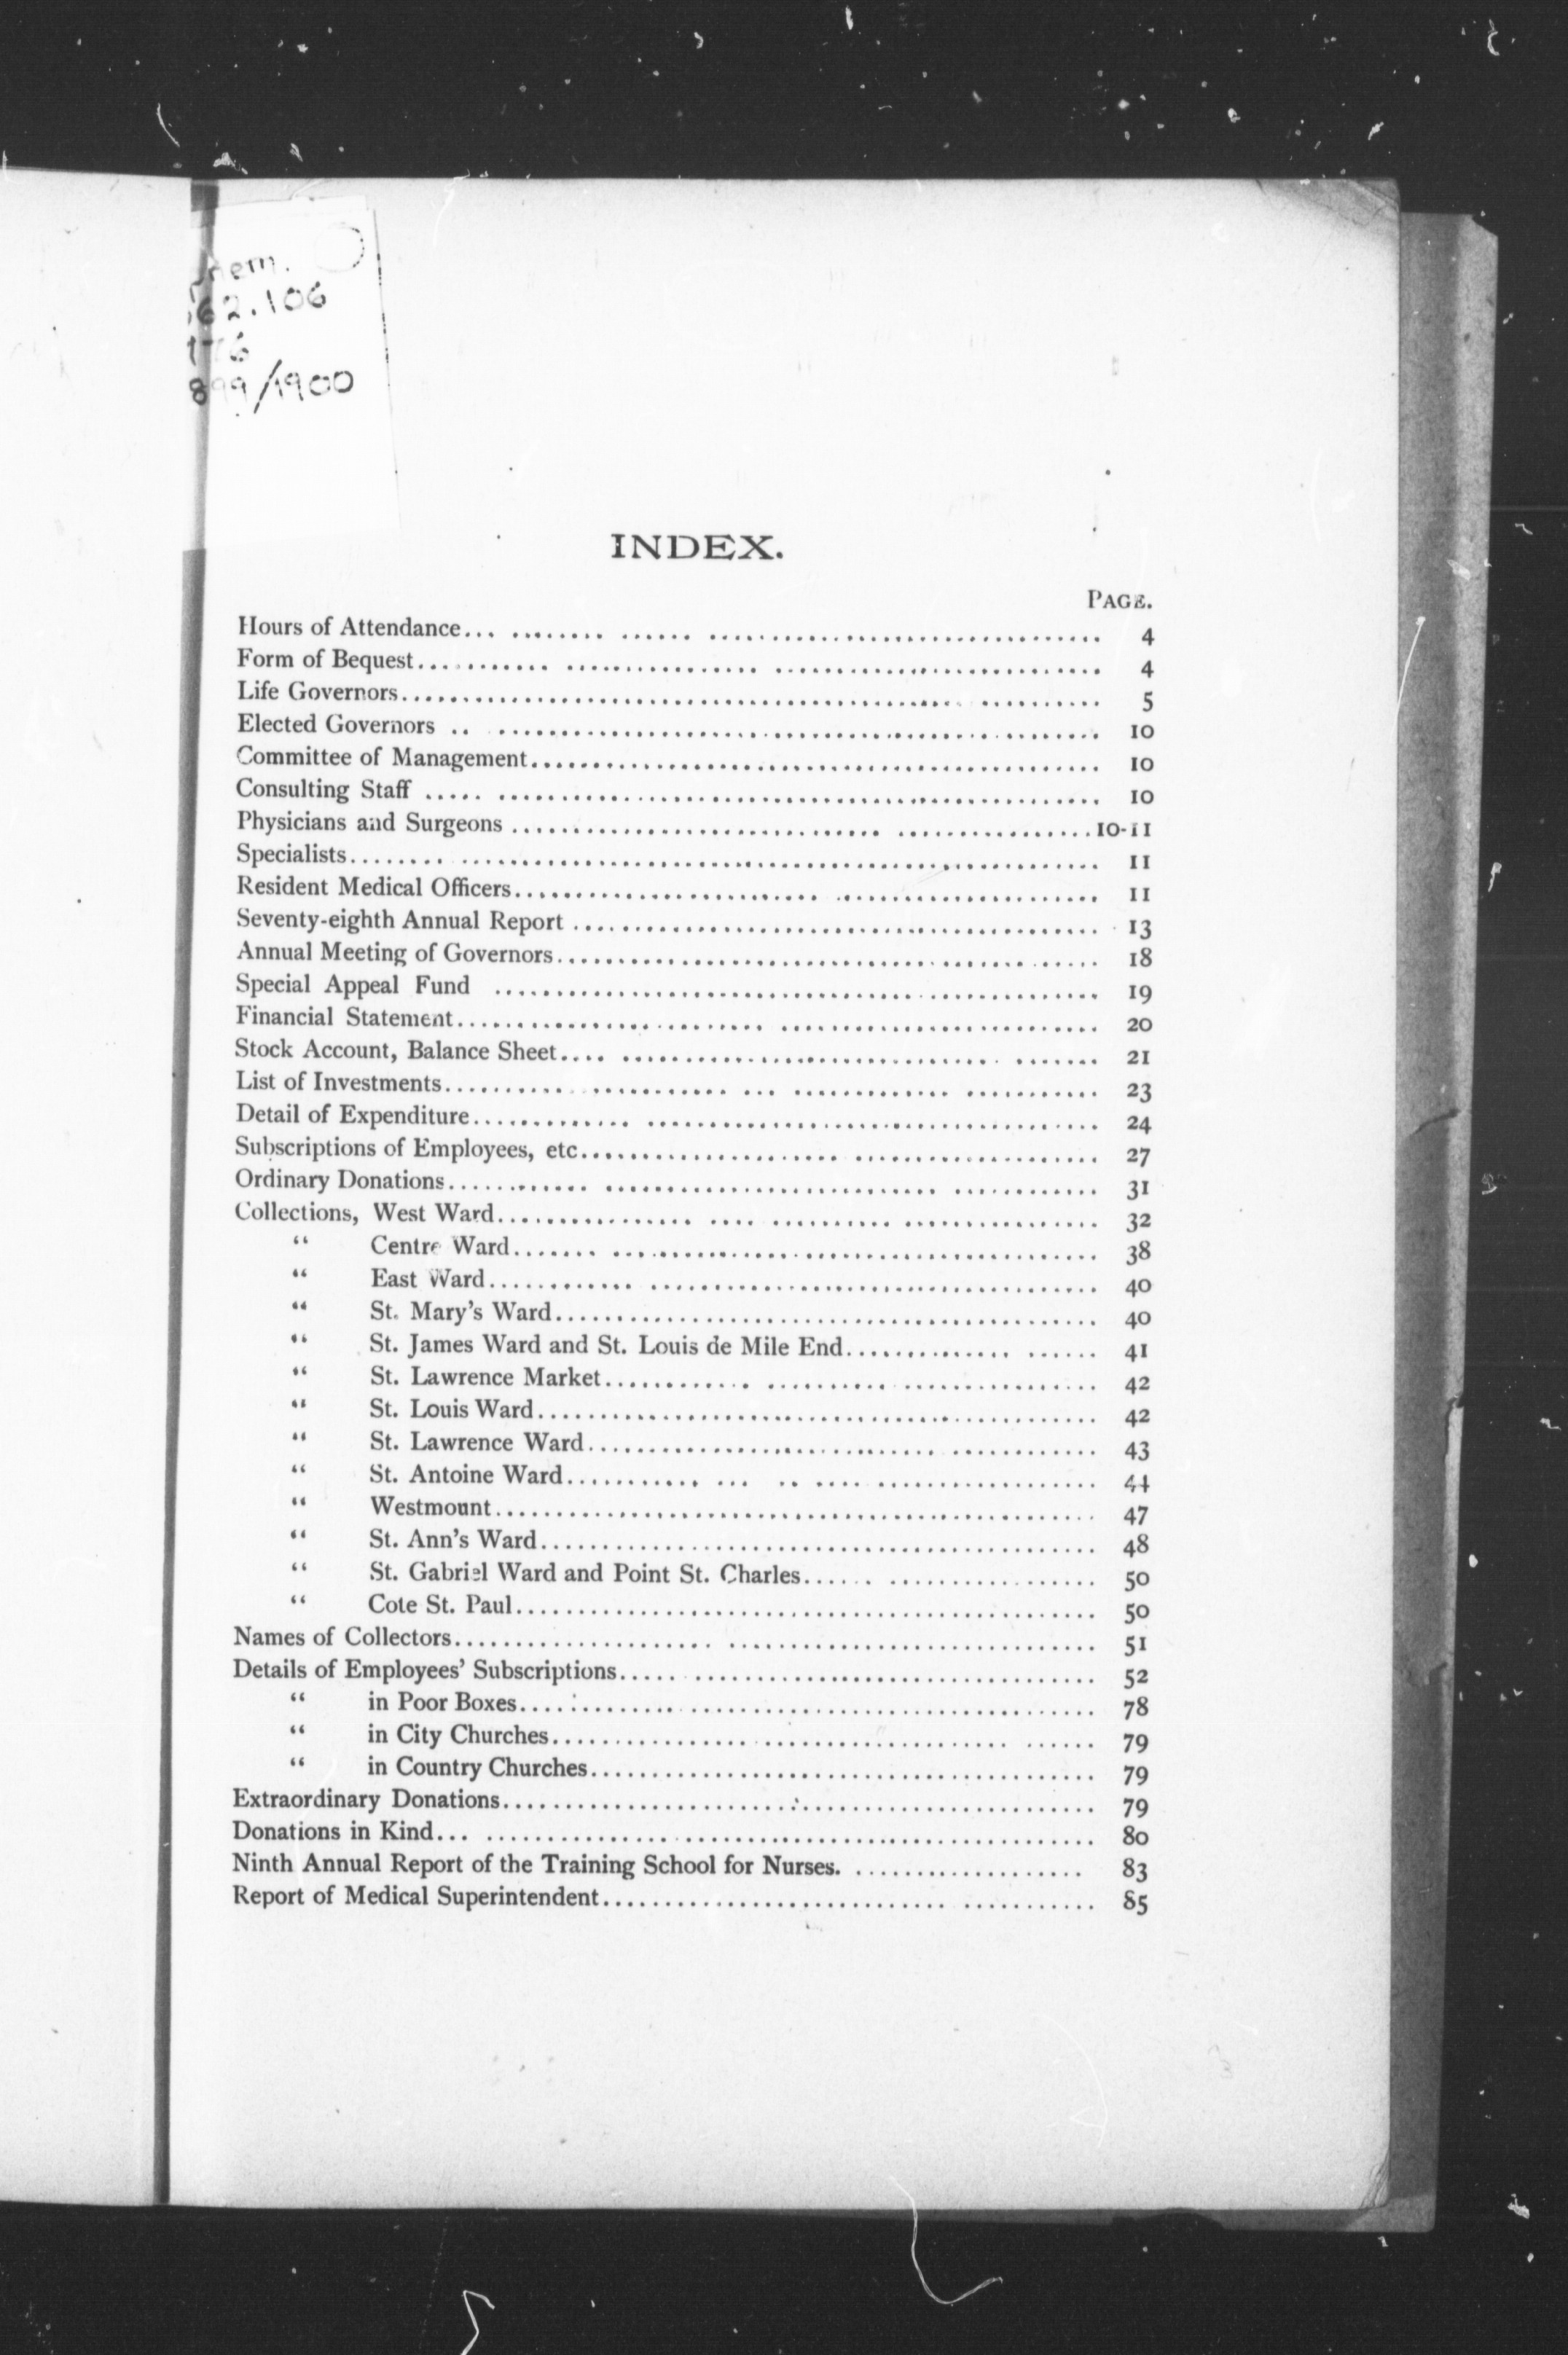 62.106
899/1900
INDEX.
PAGE.
Hours of Attendance... 4
Form of Bequest... 4
Life Governors... 5
Elected Governors... 10
Committee of Management... 10
Consulting Staff... 10
Physicians and Surgeons... 10-11
Specialists... 11
Resident Medical Officers... 11
Seventy-eighth Annual Report... 13
Annual Meeting of Governors... 18
Special Appeal Fund... 19
Financial Statement... 20
Stock Account, Balance Sheet... 21
List of Investments... 23
Detail of Expenditure... 24
Subscriptions of Employees, etc... 27
Ordinary Donations... 31
Collections, West Ward... 32
“ Centre Ward... 38
“ East Ward... 40
“ St. Mary's Ward... 40
“ St. James Ward and St. Louis de Mile End... 41
“ St. Lawrence Market... 42
“ St. Louis Ward... 42
“ St. Lawrence Ward... 43
“ St. Antoine Ward... 44
“ Westmount... 47
“ St. Ann's Ward... 48
“ St. Gabriel Ward and Point St. Charles... 50
“ Cote St. Paul... 50
Names of Collectors... 51
Details of Employees' Subscriptions... 52
“ in Poor Boxes... 78
“ in City Churches... 79
“ in Country Churches... 79
Extraordinary Donations... 79
Donations in Kind... 80
Ninth Annual Report of the Training School for Nurses. ... 83
Report of Medical Superintendent... 85